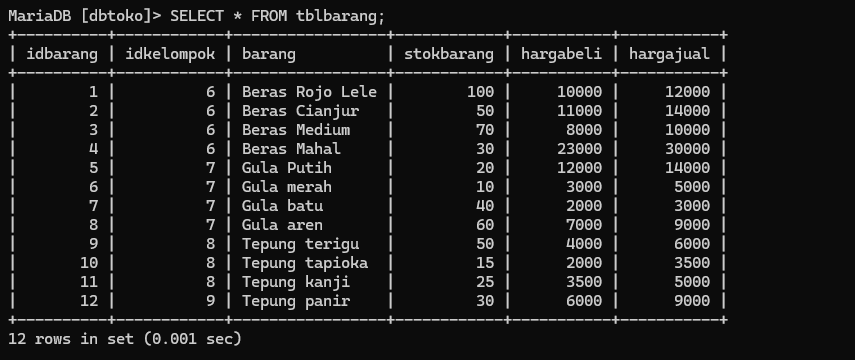 MariaDB [dbtoko]> SELECT * FROM tblbarang;
+----------+------------+-----------------+------------+-----------+-----------+
| idbarang | idkelompok | barang          | stokbarang | hargabeli | hargajual |
+----------+------------+-----------------+------------+-----------+-----------+
|        1 |          6 | Beras Rojo Lele |        100 |     10000 |     12000 |
|        2 |          6 | Beras Cianjur   |         50 |     11000 |     14000 |
|        3 |          6 | Beras Medium    |         70 |      8000 |     10000 |
|        4 |          6 | Beras Mahal     |         30 |     23000 |     30000 |
|        5 |          7 | Gula Putih      |         20 |     12000 |     14000 |
|        6 |          7 | Gula merah      |         10 |      3000 |      5000 |
|        7 |          7 | Gula batu       |         40 |      2000 |      3000 |
|        8 |          7 | Gula aren       |         60 |      7000 |      9000 |
|        9 |          8 | Tepung terigu   |         50 |      4000 |      6000 |
|       10 |          8 | Tepung tapioka  |         15 |      2000 |      3500 |
|       11 |          8 | Tepung kanji    |         25 |      3500 |      5000 |
|       12 |          9 | Tepung panir    |         30 |      6000 |      9000 |
+----------+------------+-----------------+------------+-----------+-----------+
12 rows in set (0.001 sec)